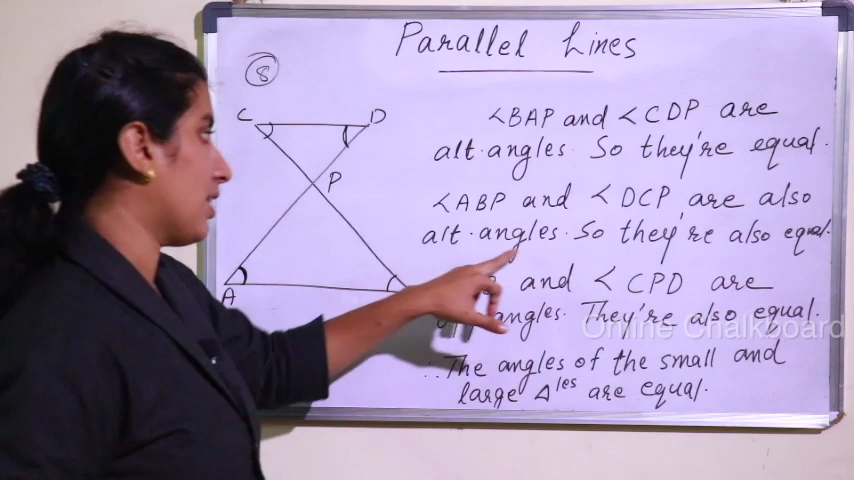 Parallel Lines
8
C D
P
A
<BAP and <CDP are
alt. angles. So they're equal.
<ABP and < DCP are also
alt. angles. So they're also equal.
and < CPD are
angles. They're also equal.
Online Chalkboard
∴ The angles of the small and
large Δles are equal.